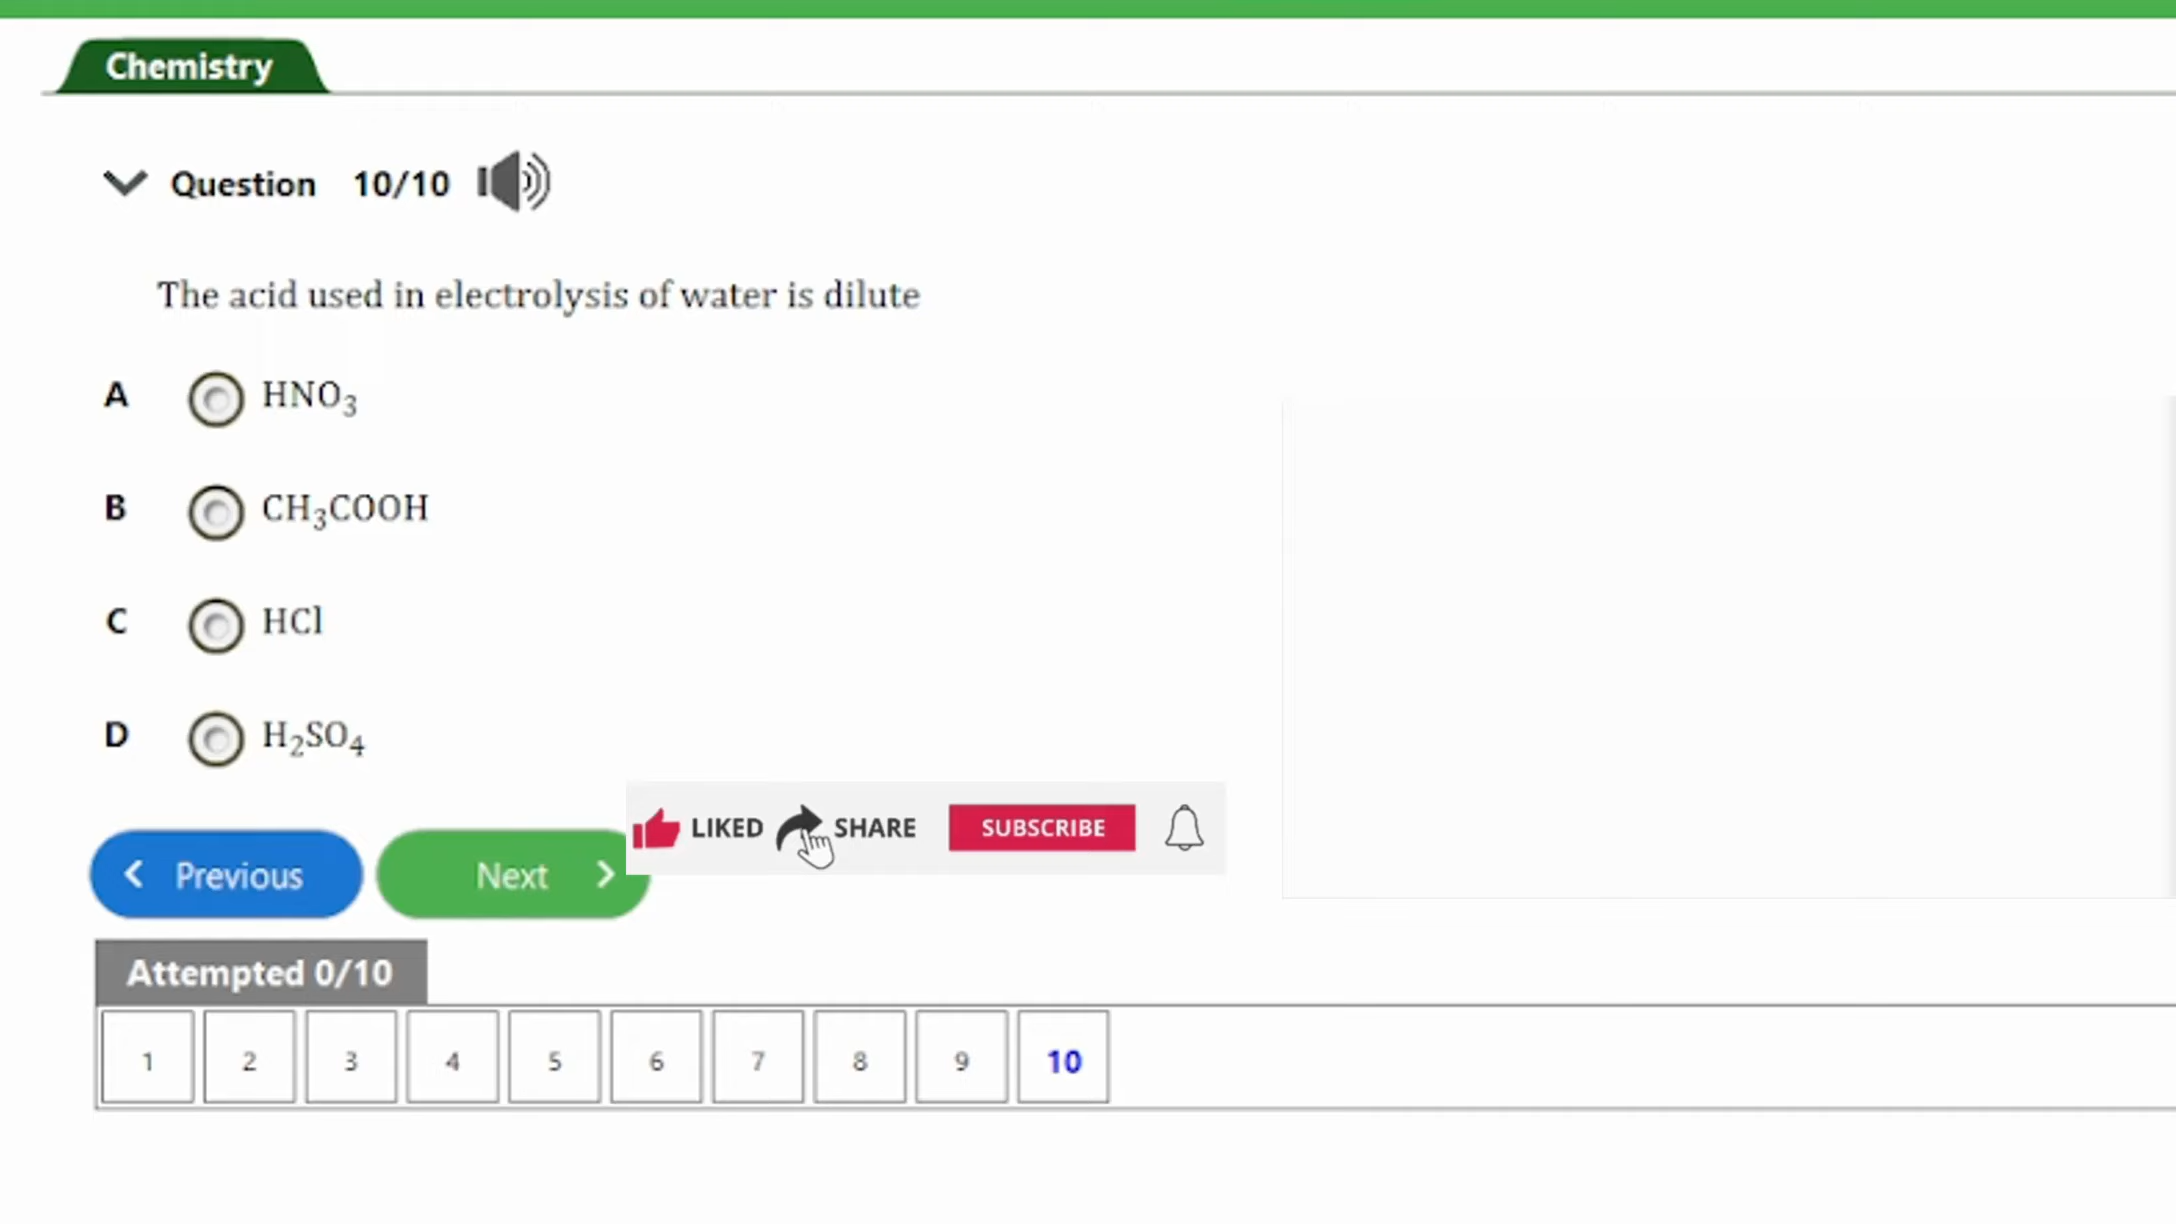 Chemistry
Question 10/10
The acid used in electrolysis of water is dilute
A HNO₃
B CH₃COOH
C HCl
D H₂SO₄
LIKED SHARE SUBSCRIBE
Previous Next
Attempted 0/10
1 2 3 4 5 6 7 8 9 10